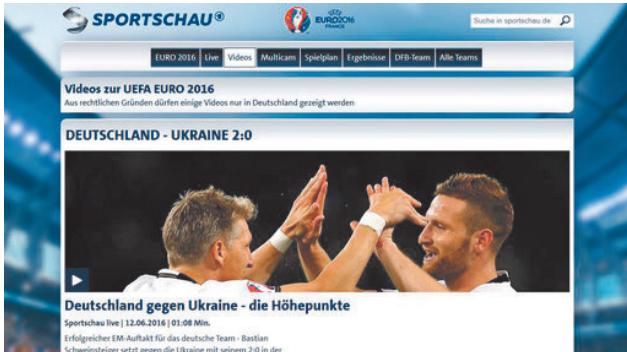 SPORTSCHAU
UEFA
EURO2016
FRANCE
Suche in sportschau.de
EURO 2016 Live Videos Multicam Spielplan Ergebnisse DFB-Team Alle Teams
Videos zur UEFA EURO 2016
Aus rechtlichen Gründen dürfen einige Videos nur in Deutschland gezeigt werden
DEUTSCHLAND - UKRAINE 2:0
Deutschland gegen Ukraine - die Höhepunkte
Sportschau live | 12.06.2016 | 01:08 Min.
Erfolgreicher EM-Auftakt für das deutsche Team - Bastian
Schweinsteiger setzt gegen die Ukraine mit seinem 2:0 in der